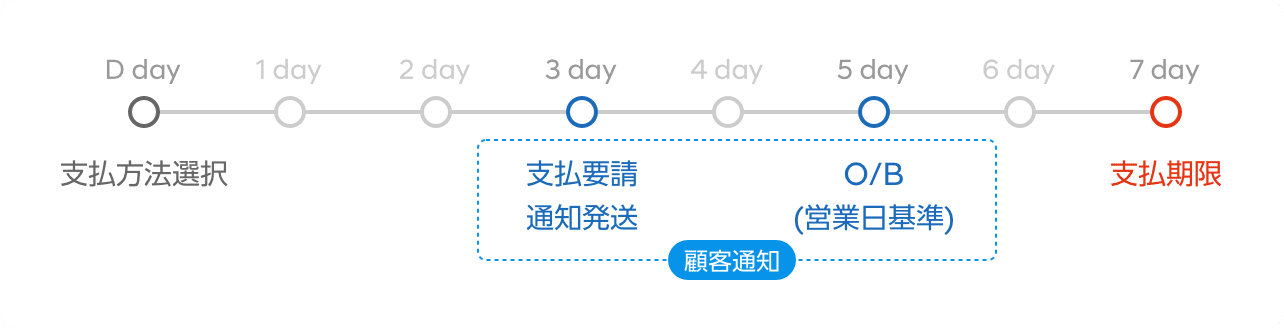 D day
1 day
2 day
3 day
4 day
5 day
6 day
7 day
支払方法選択
支払要請
通知発送
O/B
(営業日基準)
支払期限
顧客通知